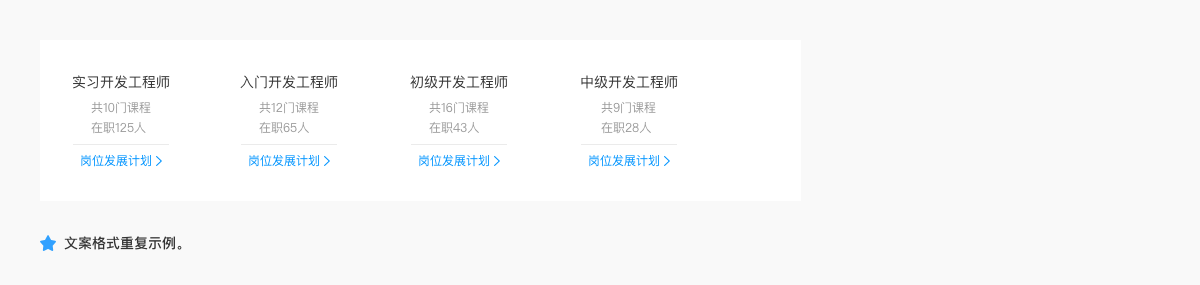 实习开发工程师
共10门课程
在职125人
岗位发展计划
入门开发工程师
共12门课程
在职65人
岗位发展计划
初级开发工程师
共16门课程
在职43人
岗位发展计划
中级开发工程师
共9门课程
在职28人
岗位发展计划
文案格式重复示例。